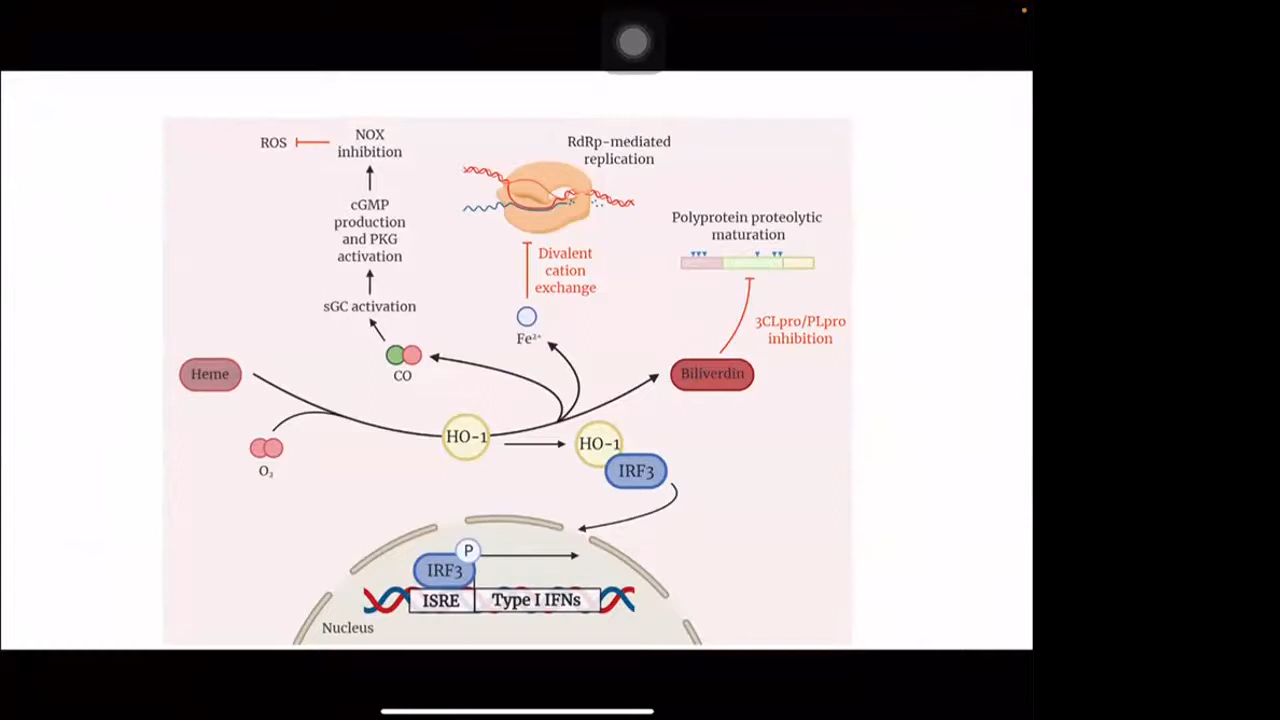 ROS
NOX
inhibition
cGMP
production
and PKG
activation
sGC activation
CO
RdRp-mediated
replication
Divalent
cation
exchange
Fe²⁺
Polyprotein proteolytic
maturation
3CLpro/PLpro
inhibition
Biliverdin
Heme
O₂
HO-1
HO-1
IRF3
P
IRF3
ISRE
Type I IFNs
Nucleus